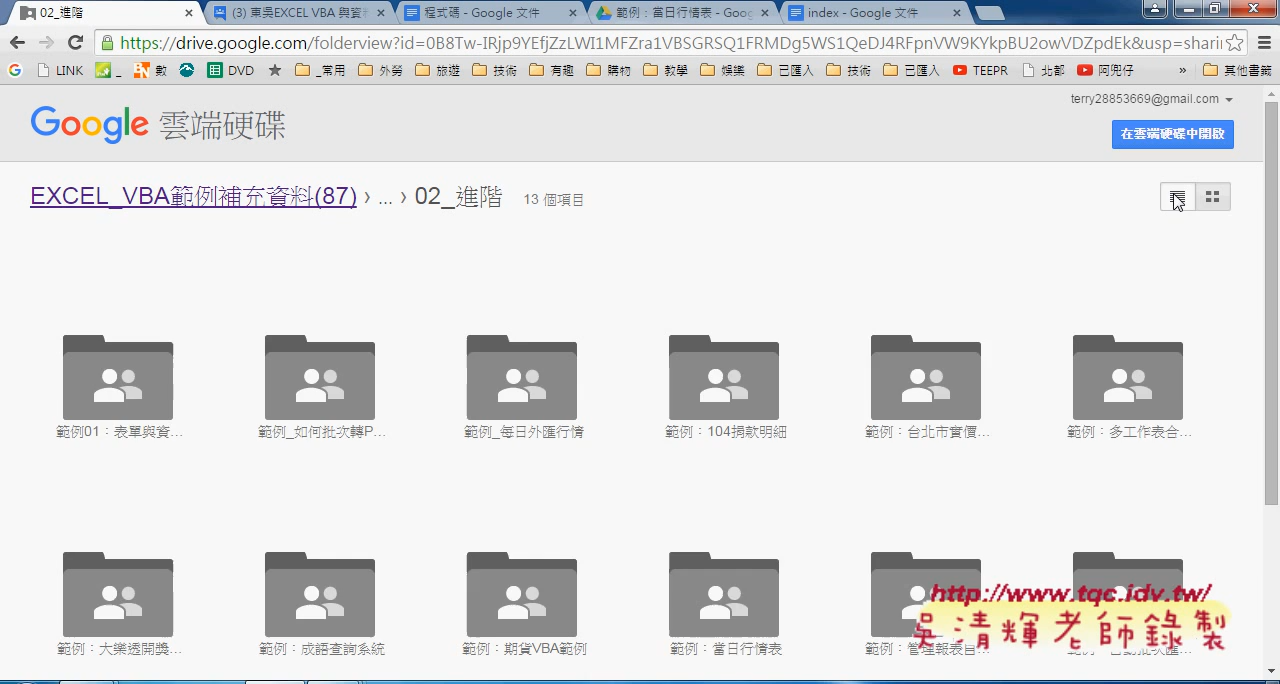 02_進階
(3) 東吳EXCEL VBA 與資
程式碼 - Google 文件
範例：當日行情表 - Goog
index - Google 文件
https://drive.google.com/folderview?id=0B8Tw-IRjp9YEfjZzLWI1MFZra1VBSGRSQ1FRMDg5WS1QeDJ4RFpnVW9KYkpBU2owVDZpdEk&usp=sharin
LINK
_
數
DVD
_常用
外勞
旅遊
技術
有趣
購物
教學
娛樂
已匯入
技術
已匯入
TEEPR
北都
阿兜仔
»
其他書籤
terry28853669@gmail.com
Google 雲端硬碟
在雲端硬碟中開啟
EXCEL_VBA範例補充資料(87) › ... › 02_進階 13 個項目
範例01：表單與資...
範例_如何批次轉P...
範例_每日外匯行情
範例：104捐款明細
範例：台北市實價...
範例：多工作表合...
http://www.tqc.idv.tw/
吳清輝老師錄製
範例：大樂透開獎...
範例：成語查詢系統
範例：期貨VBA範例
範例：當日行情表
範例：管理報表自...